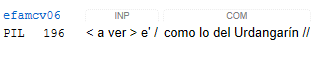 efamcv06 INP COM
PIL 196 < a ver > e' / como lo del Urdangarín //